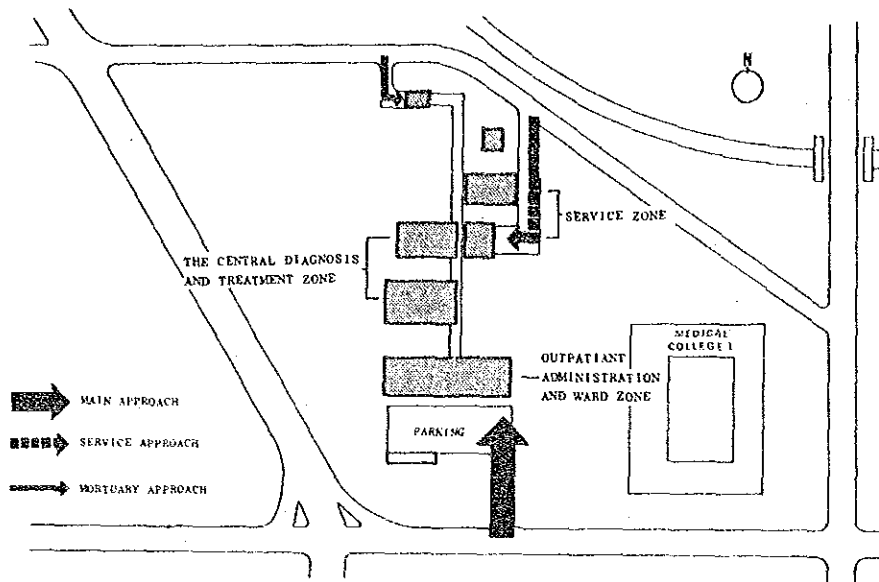 N
SERVICE ZONE
THE CENTRAL DIAGNOSIS
AND TREATMENT ZONE
MEDICAL
COLLEGE 1
OUTPATIANT
ADMINISTRATION
AND WARD ZONE
MAIN APPROACH
PARKING
SERVICE APPROACH
MORTUARY APPROACH